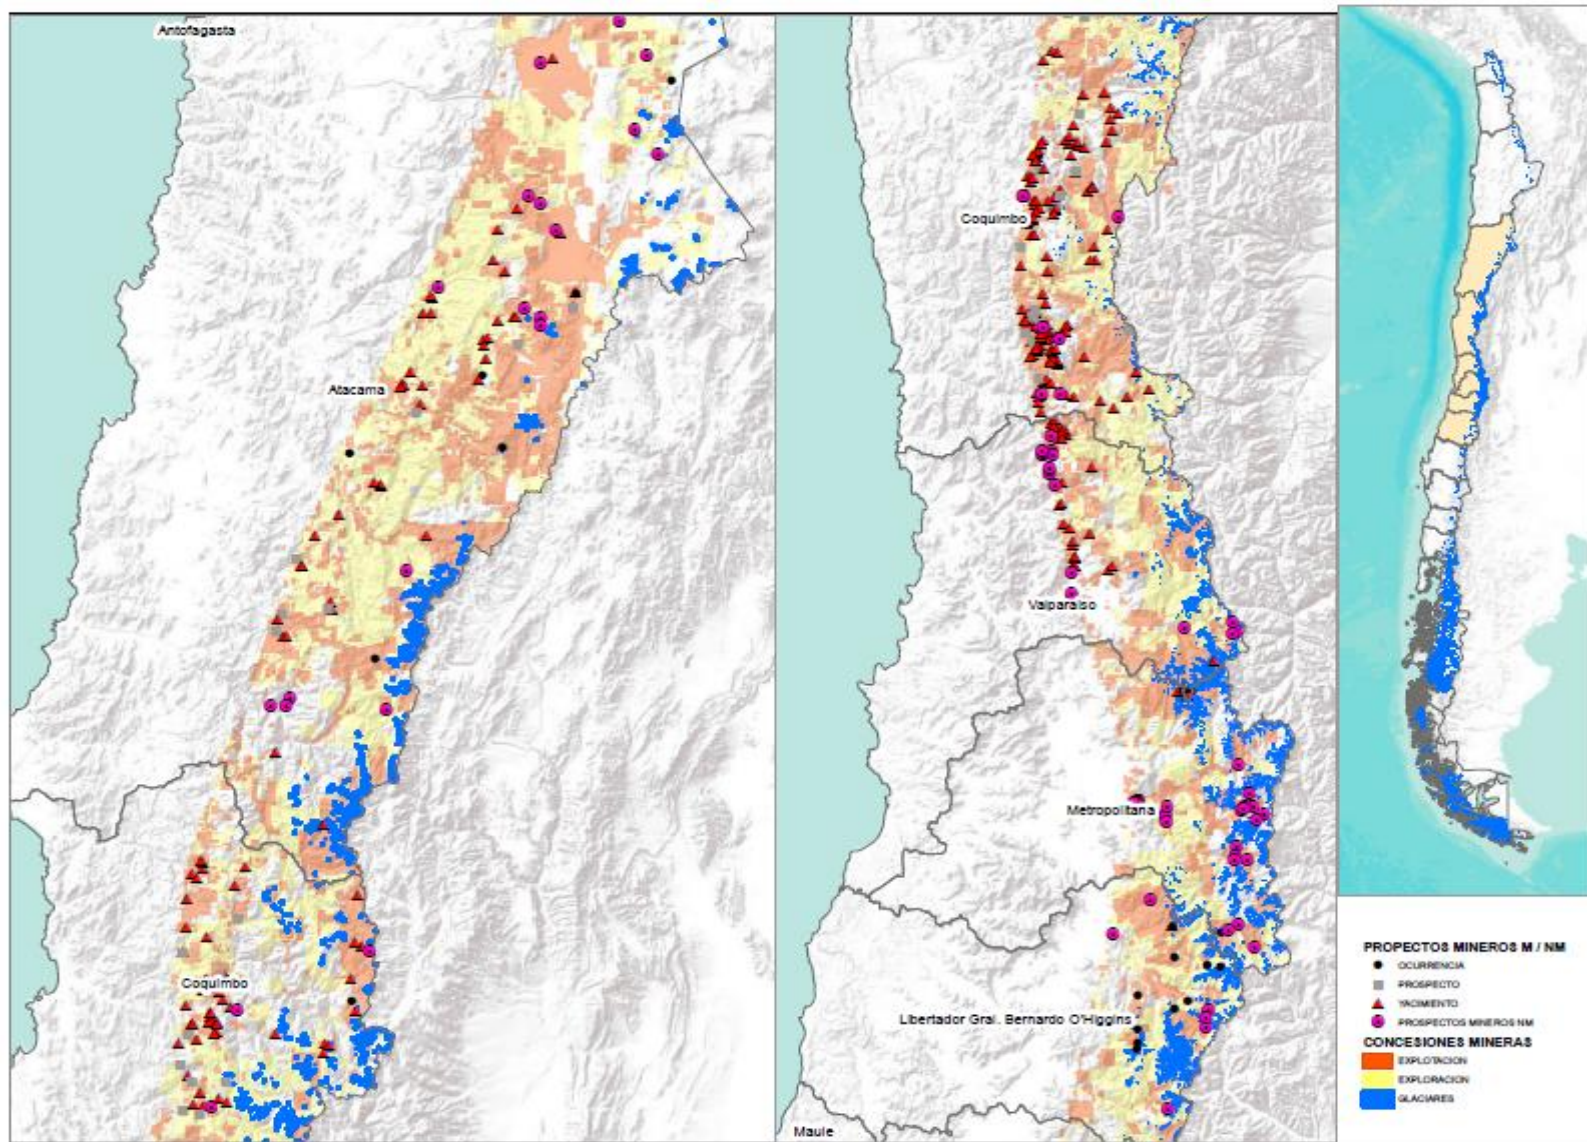 Antofagasta
Atacama
Coquimbo
Coquimbo
Valparaíso
Metropolitana
Libertador Gral. Bernardo O'Higgins
Maule
PROPECTOS MINEROS M / NM
OCURRENCIA
PROSPECTO
YACIMIENTO
PROSPECTOS MINEROS NM
CONCESIONES MINERAS
EXPLOTACION
EXPLORACION
GLACIARES